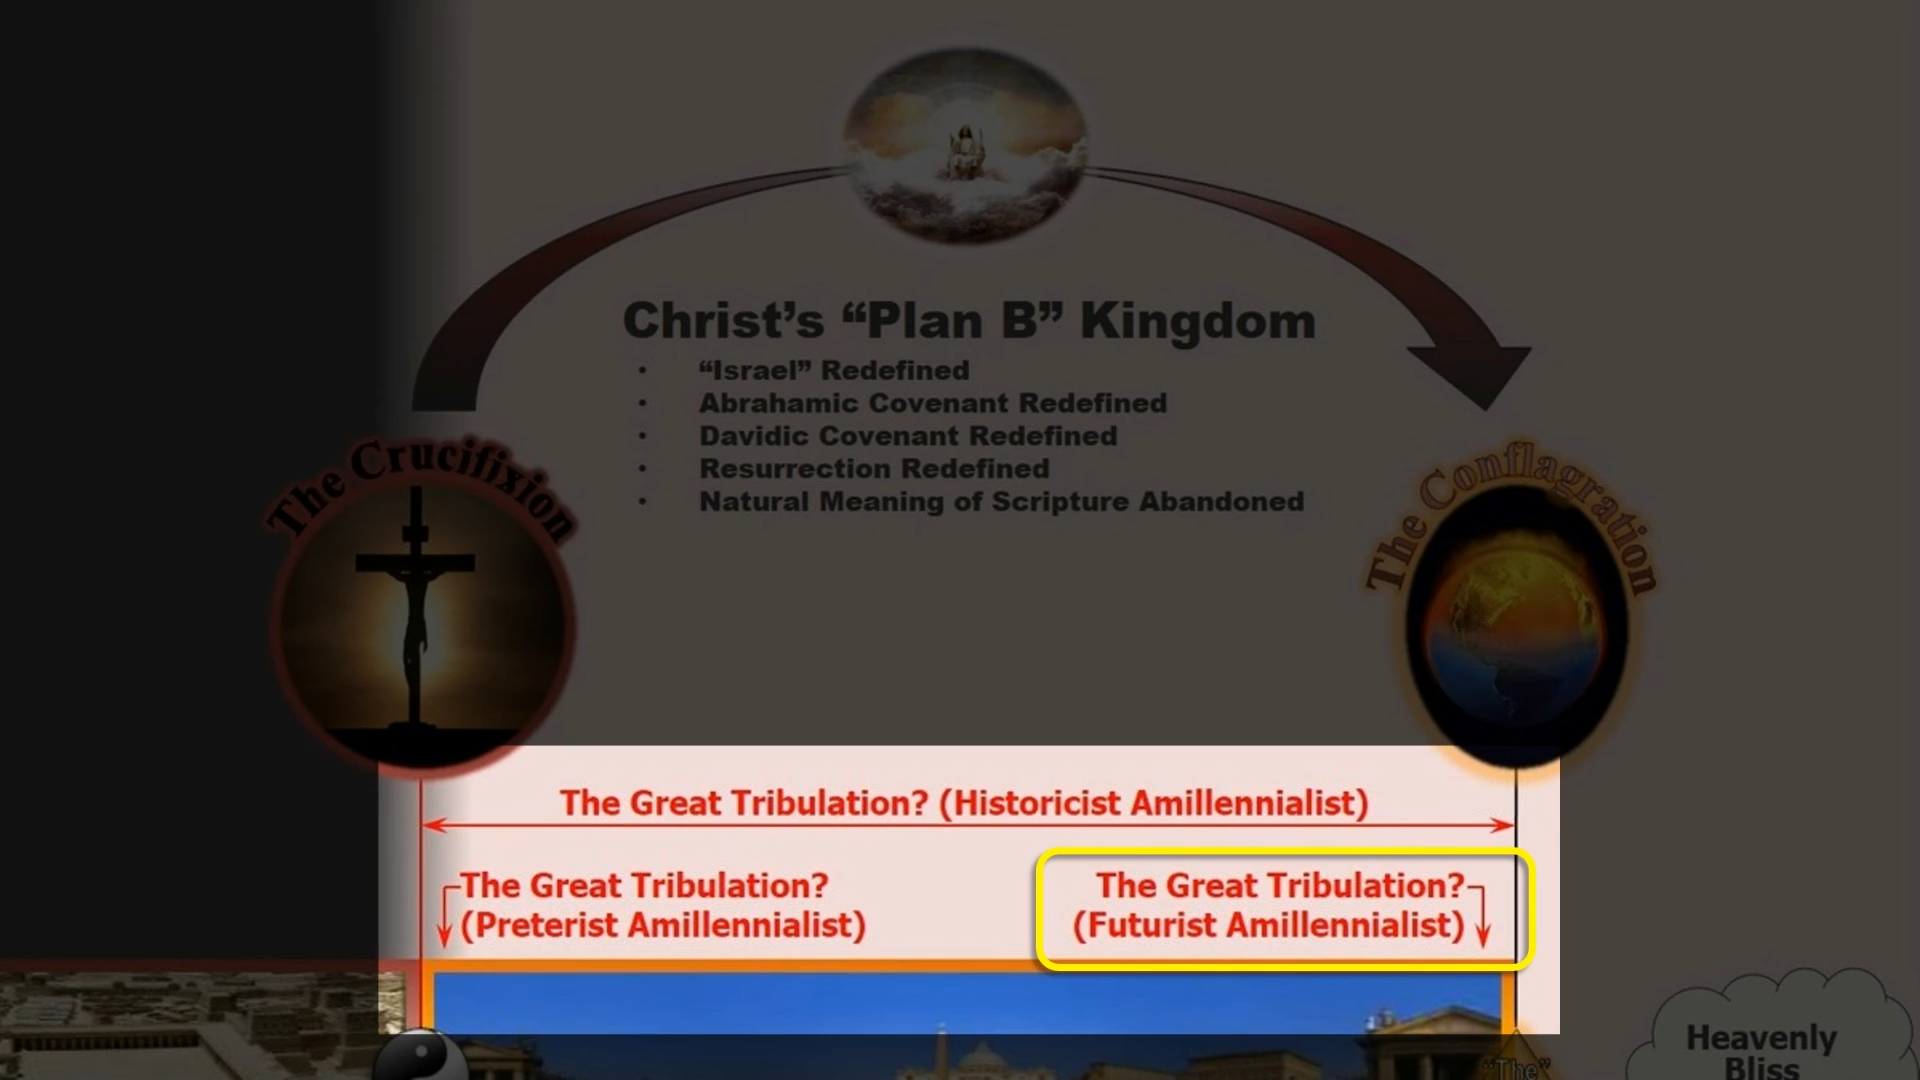 Christ's “Plan B” Kingdom
• “Israel” Redefined
• Abrahamic Covenant Redefined
• Davidic Covenant Redefined
• Resurrection Redefined
• Natural Meaning of Scripture Abandoned
The Crucifixion
The Conflagration
The Great Tribulation? (Historicist Amillennialist)
The Great Tribulation?
(Preterist Amillennialist)
The Great Tribulation?
(Futurist Amillennialist)
Heavenly
Bliss
“The”